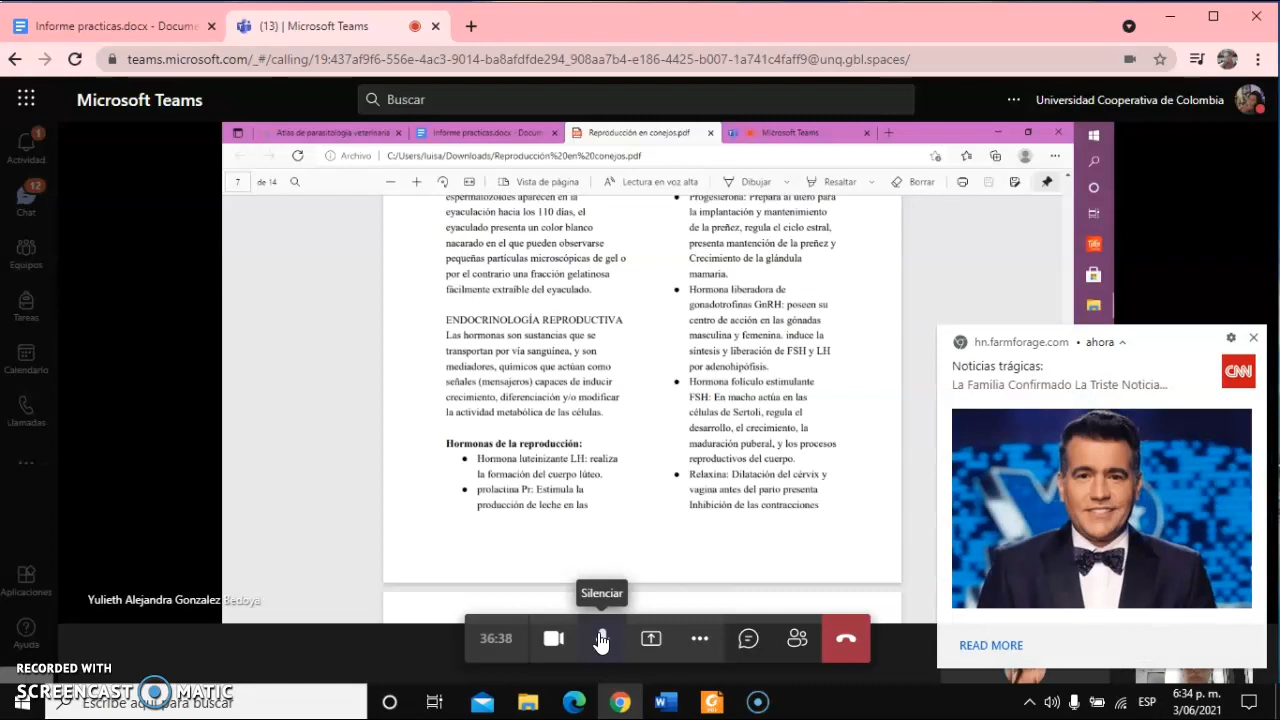 Informe practicas.docx - Docume
(13) | Microsoft Teams
teams.microsoft.com/_#/calling/19:437af9f6-556e-4ac3-9014-ba8afdfde294_908aa7b4-e186-4425-b007-1a741c4faff9@unq.gbl.spaces/
Microsoft Teams
Buscar
Universidad Cooperativa de Colombia
Atlas de parasitología veterinaria
Informe practicas.docx - Docum
Reproducción en conejos.pdf
Microsoft Teams
Archivo
C:/Users/luisa/Downloads/Reproducción%20en%20conejos.pdf
7 de 14
Vista de página
Lectura en voz alta
Dibujar
Resaltar
Borrar
1
Actividad
12
Chat
Equipos
Tareas
Calendario
Llamadas
Aplicaciones
Ayuda
espermatozoides aparecen en la
eyaculación hacia los 110 días, el
eyaculado presenta un color blanco
nacarado en el que pueden observarse
pequeñas partículas microscópicas de gel o
por el contrario una fracción gelatinosa
fácilmente extraíble del eyaculado.
ENDOCRINOLOGÍA REPRODUCTIVA
Las hormonas son sustancias que se
transportan por vía sanguínea, y son
mediadores, químicos que actúan como
señales (mensajeros) capaces de inducir
crecimiento, diferenciación y/o modificar
la actividad metabólica de las células.
Hormonas de la reproducción:
● Hormona luteinizante LH: realiza
la formación del cuerpo lúteo.
● prolactina Pr: Estimula la
producción de leche en las
● Progesterona: Prepara al útero para
la implantación y mantenimiento
de la preñez, regula el ciclo estral,
presenta mantención de la preñez y
Crecimiento de la glándula
mamaria.
● Hormona liberadora de
gonadotrofinas GnRH: poseen su
centro de acción en las gónadas
masculina y femenina. induce la
síntesis y liberación de FSH y LH
por adenohipófisis.
● Hormona folículo estimulante
FSH: En macho actúa en las
células de Sertoli, regula el
desarrollo, el crecimiento, la
maduración puberal, y los procesos
reproductivos del cuerpo.
● Relaxina: Dilatación del cérvix y
vagina antes del parto presenta
Inhibición de las contracciones
hn.farmforage.com • ahora
Noticias trágicas:
La Familia Confirmado La Triste Noticia...
CNN
READ MORE
Yulieth Alejandra Gonzalez Bedoya
Silenciar
36:38
RECORDED WITH
SCREENCAST MATIC
Escribe aquí para buscar
ESP
6:34 p. m.
3/06/2021